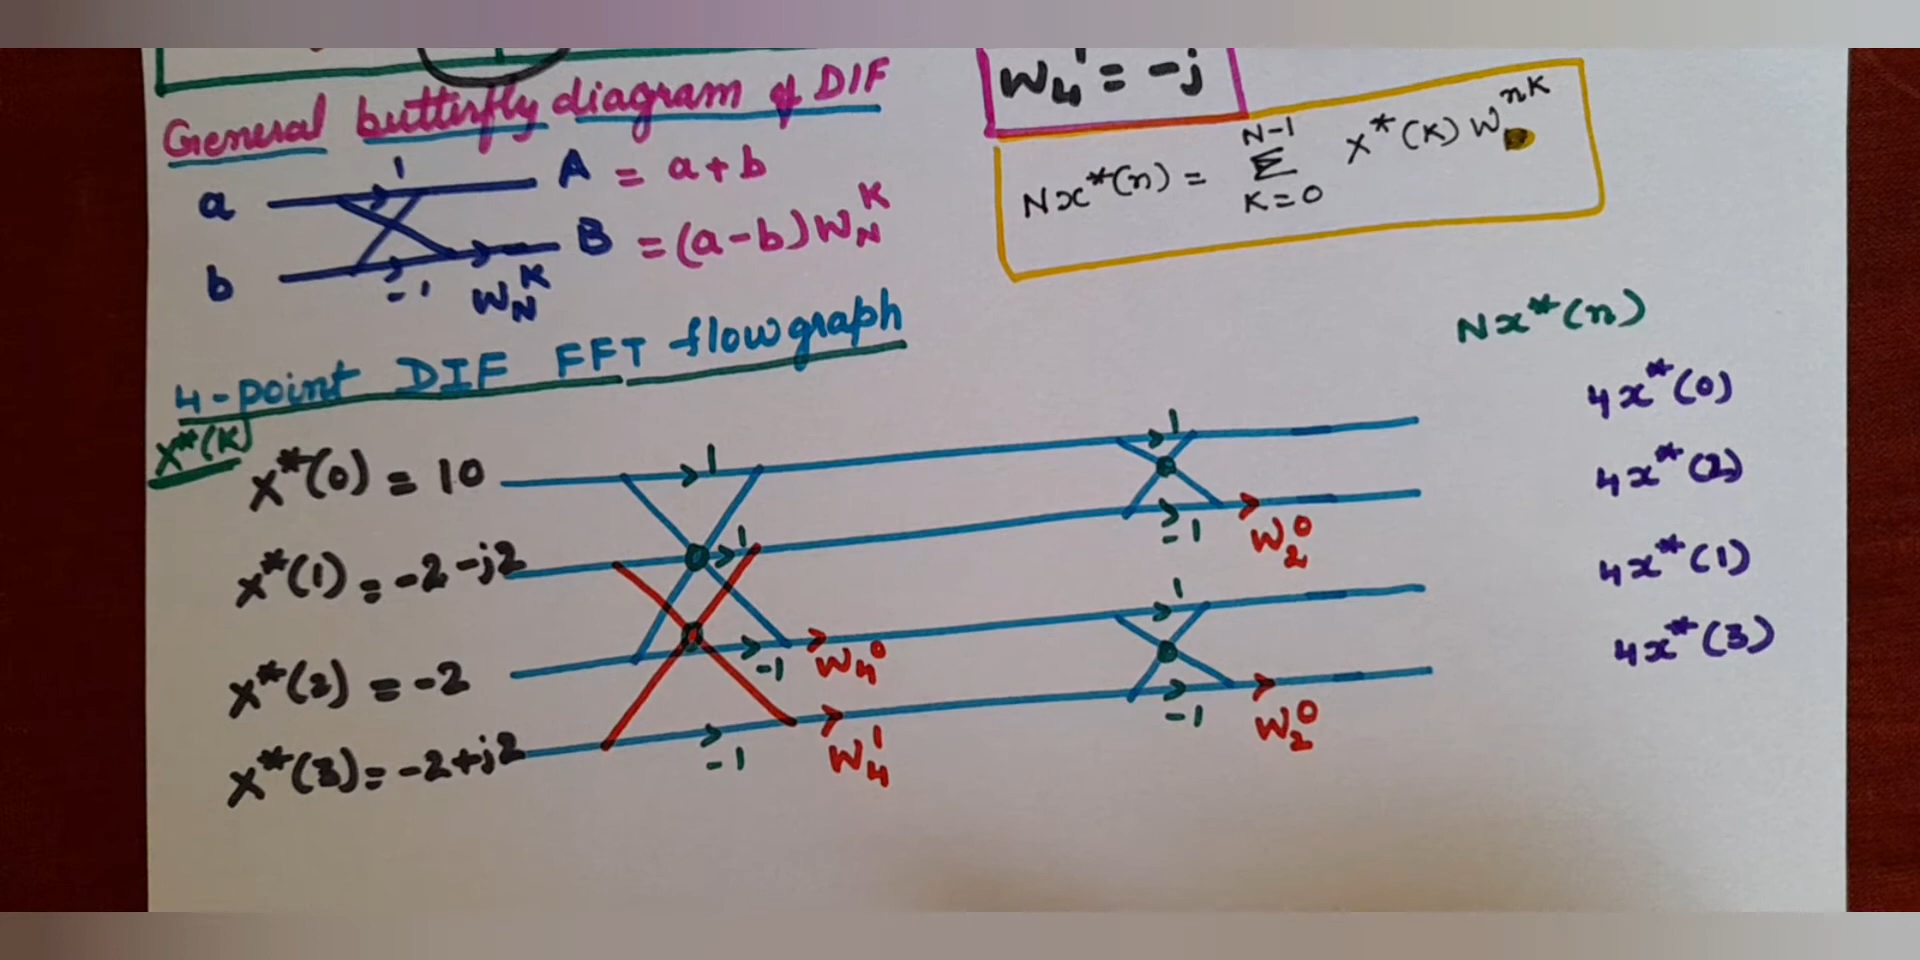 General butterfly diagram of DIF
W₄¹ = -j
Nx*(n) = Σ_{K=0}^{N-1} X*(K) W^{nK}
a 1 A = a+b
b -1 W_N^K B = (a-b)W_N^K
4-point DIF FFT flowgraph
Nx*(n)
X*(K)
X*(0) = 10 1 1 4x*(0)
X*(1) = -2-j2 1 -1 W₂⁰ 4x*(2)
X*(2) = -2 -1 W₄⁰ 1 4x*(1)
X*(3) = -2+j2 -1 W₄¹ -1 W₂⁰ 4x*(3)